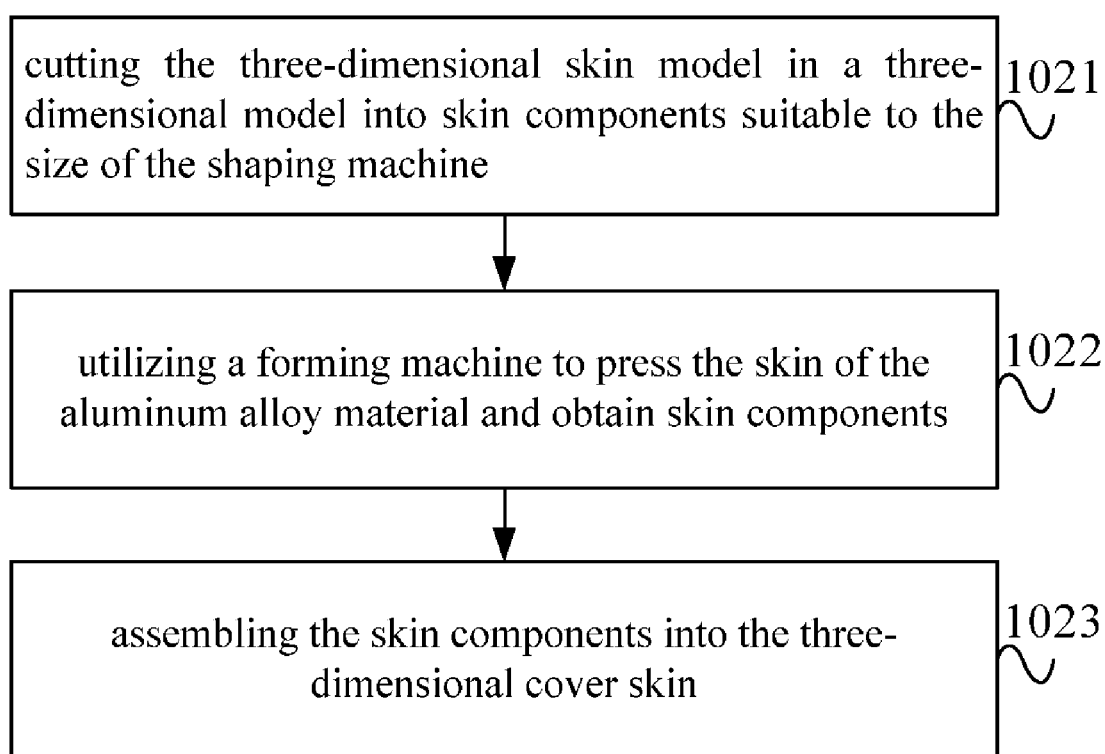 cutting the three-dimensional skin model in a three-
dimensional model into skin components suitable to the
size of the shaping machine
1021
utilizing a forming machine to press the skin of the
aluminum alloy material and obtain skin components
1022
assembling the skin components into the three-
dimensional cover skin
1023